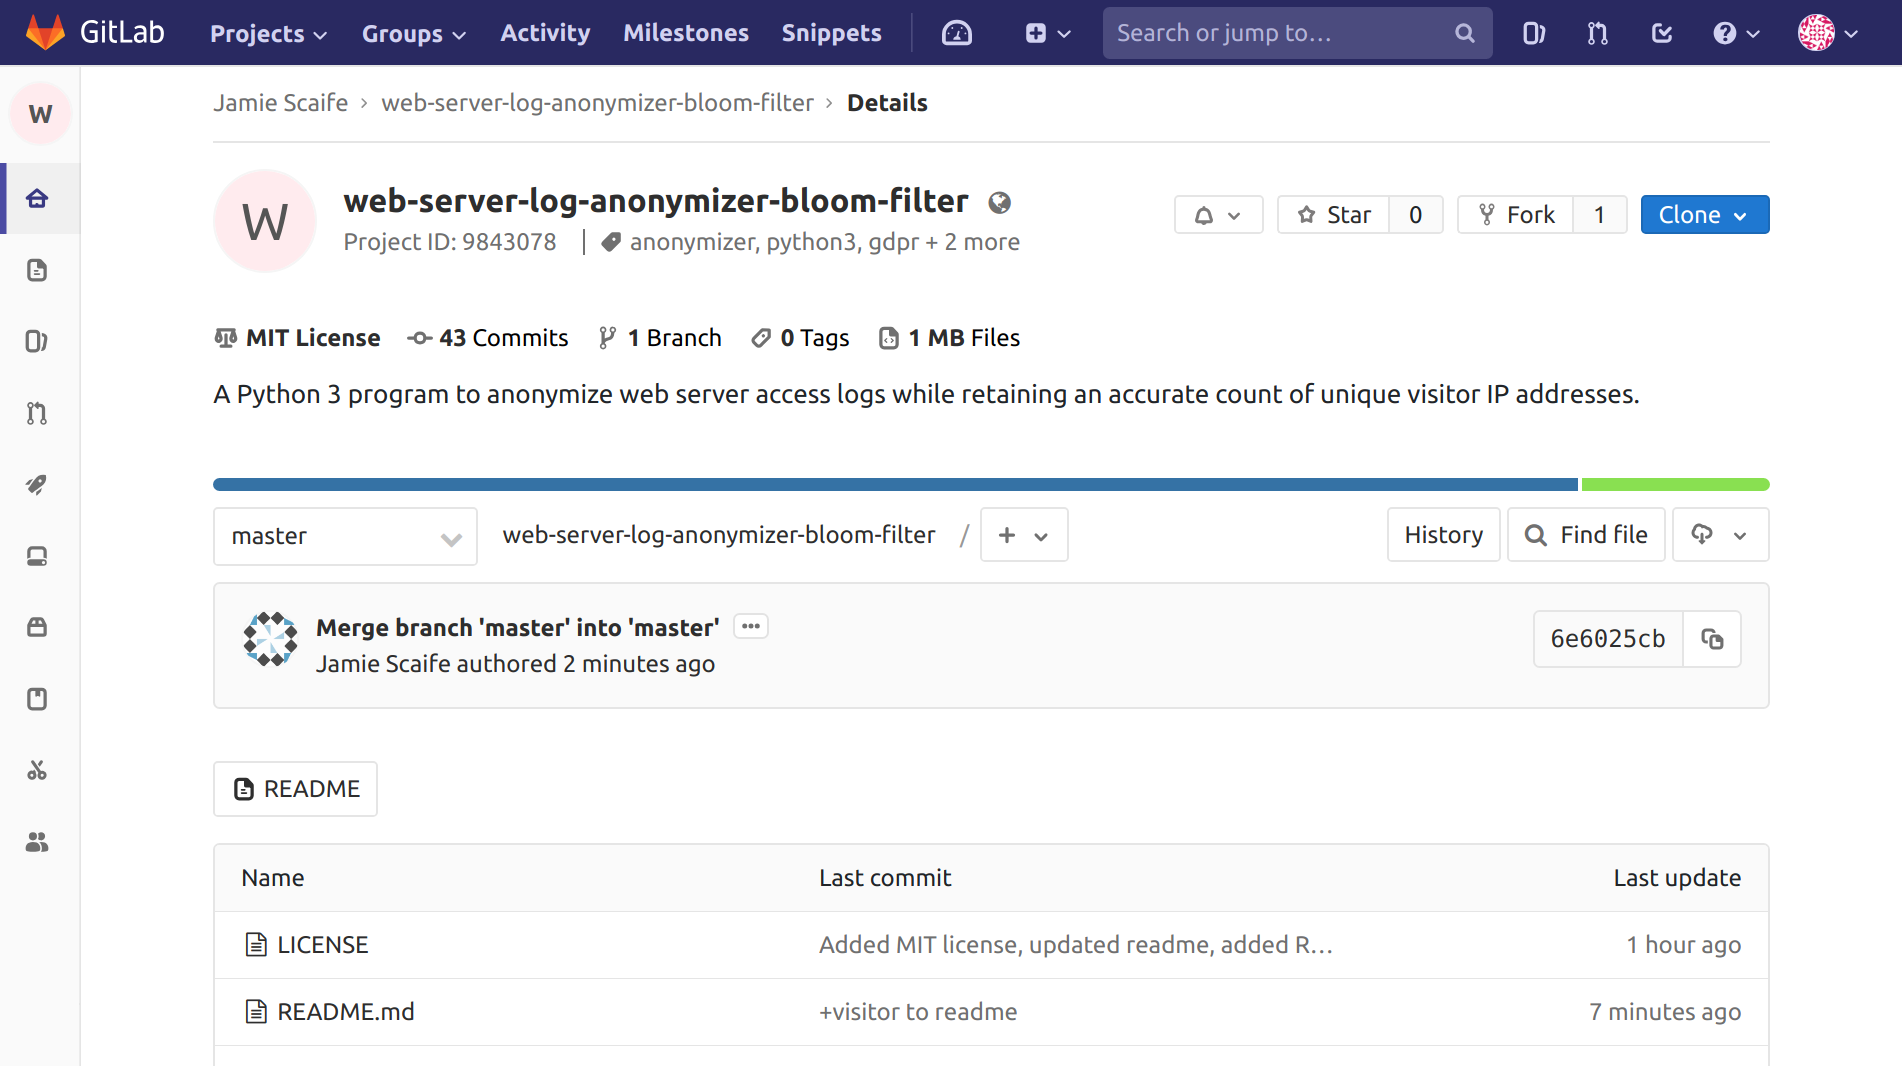 GitLab Projects Groups Activity Milestones Snippets Search or jump to...
W
Jamie Scaife › web-server-log-anonymizer-bloom-filter › Details
W
web-server-log-anonymizer-bloom-filter
Project ID: 9843078 | anonymizer, python3, gdpr + 2 more
Star 0 Fork 1 Clone
MIT License 43 Commits 1 Branch 0 Tags 1 MB Files
A Python 3 program to anonymize web server access logs while retaining an accurate count of unique visitor IP addresses.
master web-server-log-anonymizer-bloom-filter / + History Find file
Merge branch 'master' into 'master'
Jamie Scaife authored 2 minutes ago
6e6025cb
README
Name Last commit Last update
LICENSE Added MIT license, updated readme, added R... 1 hour ago
README.md +visitor to readme 7 minutes ago